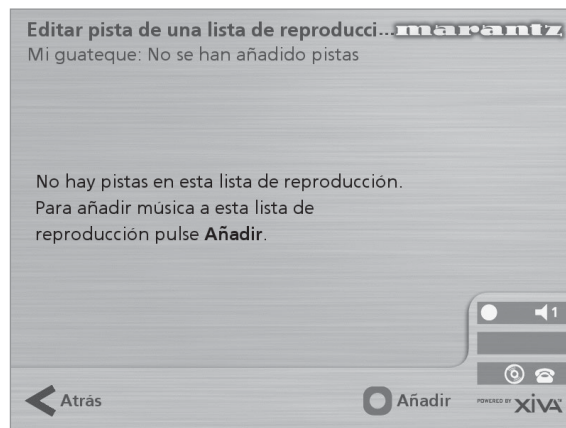 Editar pista de una lista de reproducci... marantz
Mi guateque: No se han añadido pistas
No hay pistas en esta lista de reproducción.
Para añadir música a esta lista de
reproducción pulse Añadir.
1
Atrás
Añadir
POWERED BY XiVA™